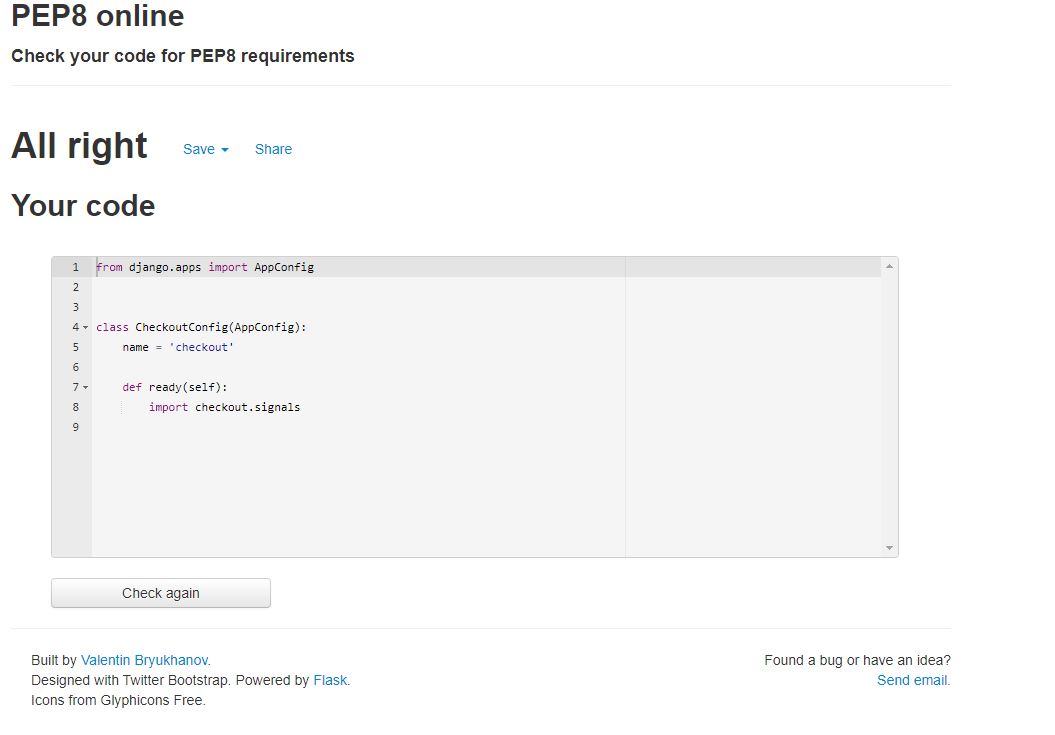 PEP8 online
Check your code for PEP8 requirements
All right Save Share
Your code
1 from django.apps import AppConfig
2
3
4 class CheckoutConfig(AppConfig):
5     name = 'checkout'
6
7     def ready(self):
8         import checkout.signals
9
Check again
Built by Valentin Bryukhanov. Found a bug or have an idea?
Designed with Twitter Bootstrap. Powered by Flask. Send email.
Icons from Glyphicons Free.